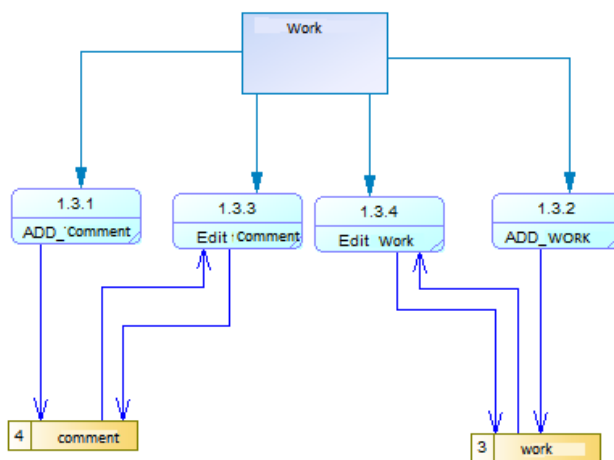 Work
1.3.1
ADD_Comment
1.3.3
Edit Comment
1.3.4
Edit Work
1.3.2
ADD_WORK
4 comment
3 work